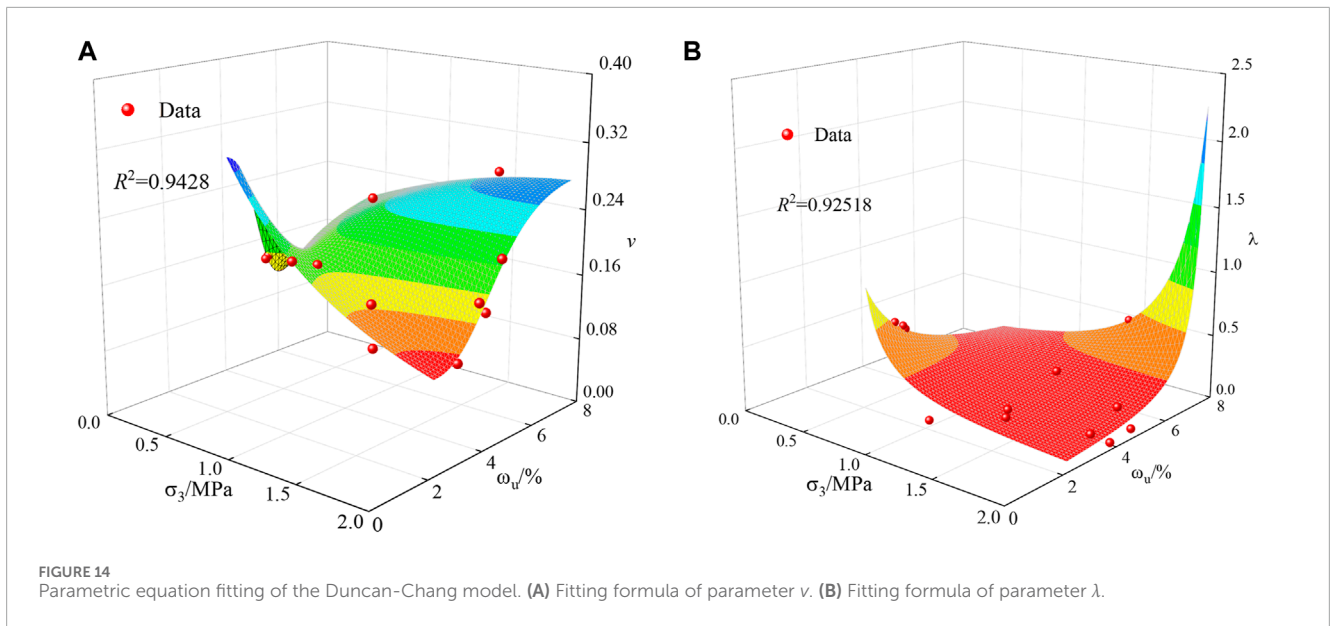 A
Data
R²=0.9428
0.40
0.32
0.24
ν
0.16
0.08
0.00
0.0
0.5
1.0
1.5
2.0
σ₃/MPa
0
2
4
6
8
ωᵤ/%
B
Data
R²=0.92518
2.5
2.0
1.5
λ
1.0
0.5
0.0
0.0
0.5
1.0
1.5
2.0
σ₃/MPa
0
2
4
6
8
ωᵤ/%
FIGURE 14
Parametric equation fitting of the Duncan-Chang model. (A) Fitting formula of parameter ν. (B) Fitting formula of parameter λ.